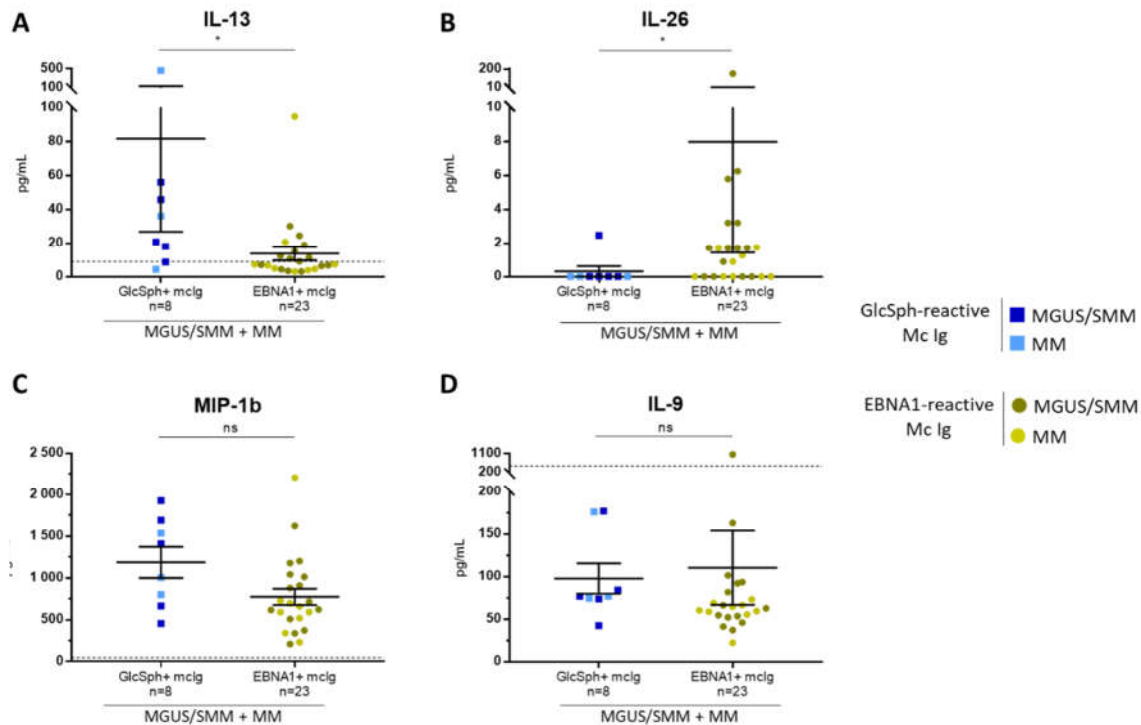 A
IL-13
*
500
100
100
80
60
40
20
0
pg/mL
GlcSph+ mcIg
n=8
EBNA1+ mcIg
n=23
MGUS/SMM + MM
B
IL-26
*
200
10
10
8
6
4
2
0
pg/mL
GlcSph+ mcIg
n=8
EBNA1+ mcIg
n=23
MGUS/SMM + MM
GlcSph-reactive
Mc Ig
MGUS/SMM
MM
EBNA1-reactive
Mc Ig
MGUS/SMM
MM
C
MIP-1b
ns
2 500
2 000
1 500
1 000
500
0
GlcSph+ mcIg
n=8
EBNA1+ mcIg
n=23
MGUS/SMM + MM
D
IL-9
ns
1100
200
200
150
100
50
0
pg/mL
GlcSph+ mcIg
n=8
EBNA1+ mcIg
n=23
MGUS/SMM + MM